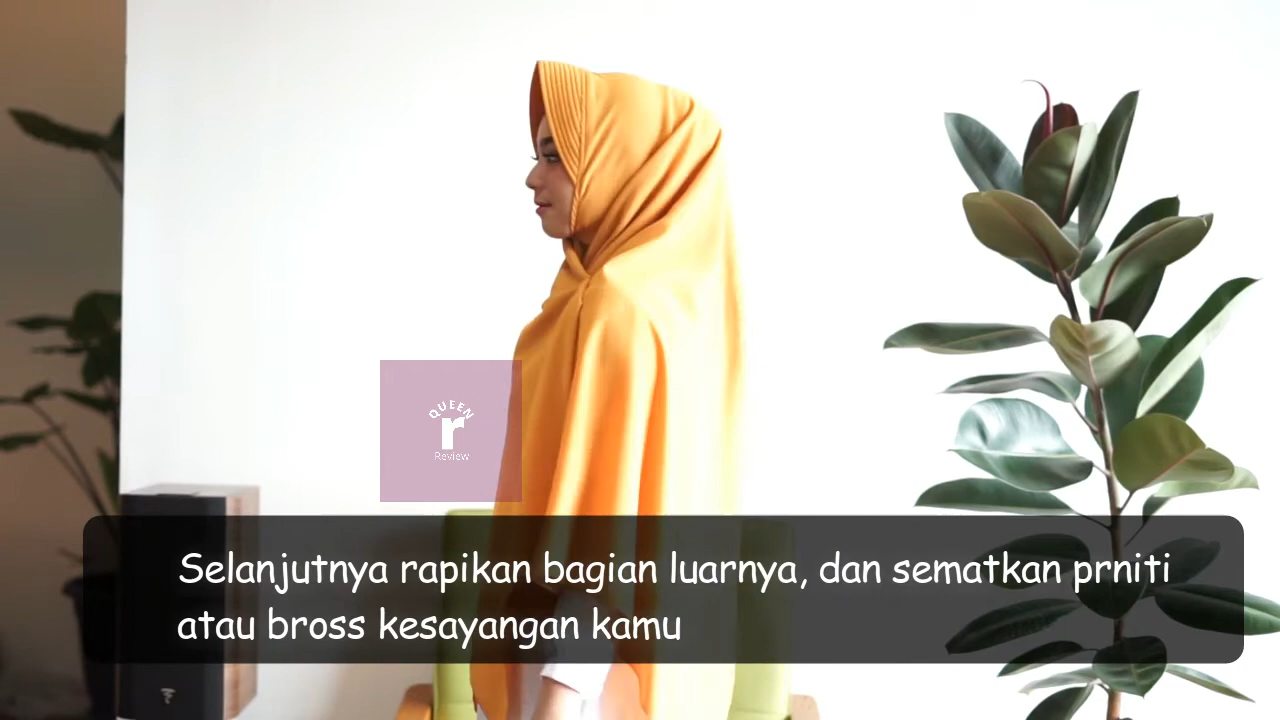 QUEEN
r
Review
Selanjutnya rapikan bagian luarnya, dan sematkan prniti
atau bross kesayangan kamu